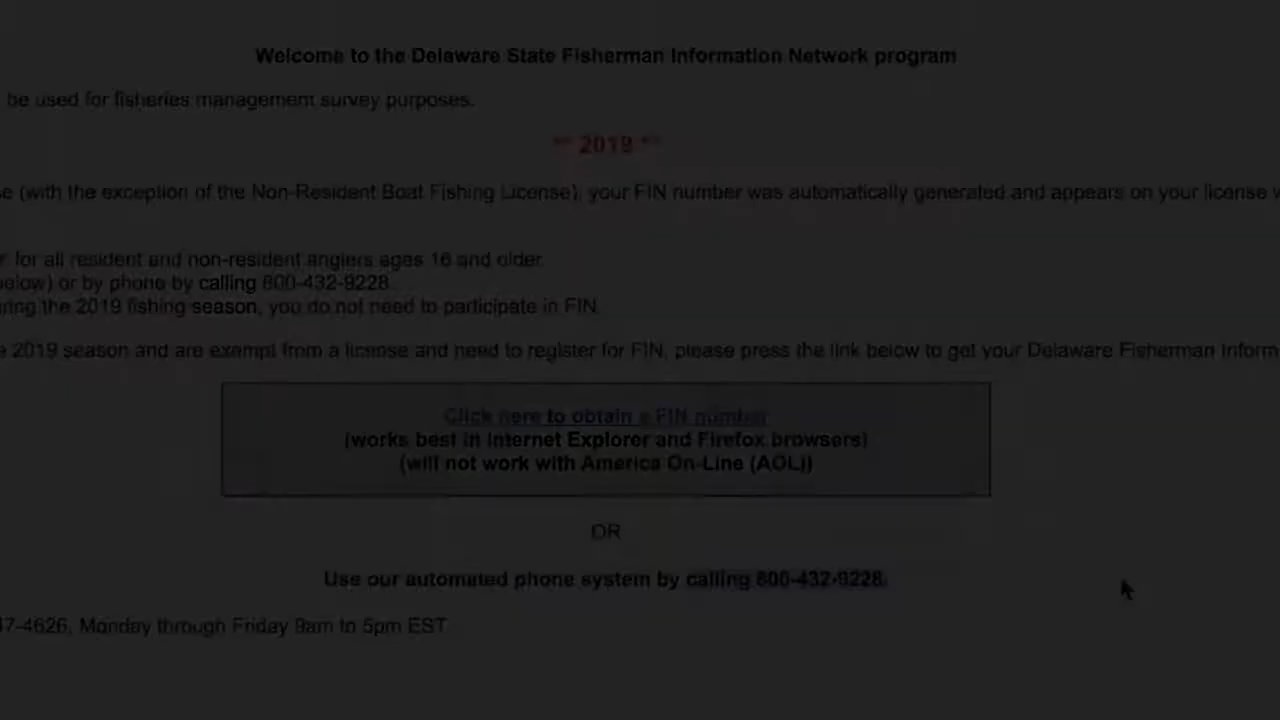 Welcome to the Delaware State Fisherman Information Network program
be used for fisheries management survey purposes.
** 2019 **
(with the exception of the Non-Resident Boat Fishing License), your FIN number was automatically generated and appears on your license
for all resident and non-resident anglers ages 16 and older.
below) or by phone by calling 800-432-9228.
the 2019 fishing season, you do not need to participate in FIN.
2019 season and are exempt from a license and need to register for FIN, please press the link below to get your Delaware Fisherman
Click here to obtain a FIN number
(works best in Internet Explorer and Firefox browsers)
(will not work with America On-Line (AOL))
OR
Use our automated phone system by calling 800-432-9228.
7-4626, Monday through Friday 9am to 5pm EST